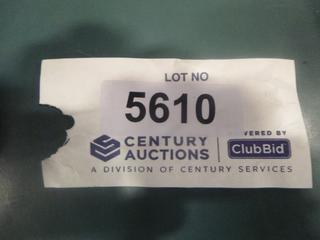 LOT NO
5610
CENTURY AUCTIONS VERED BY ClubBid
A DIVISION OF CENTURY SERVICES